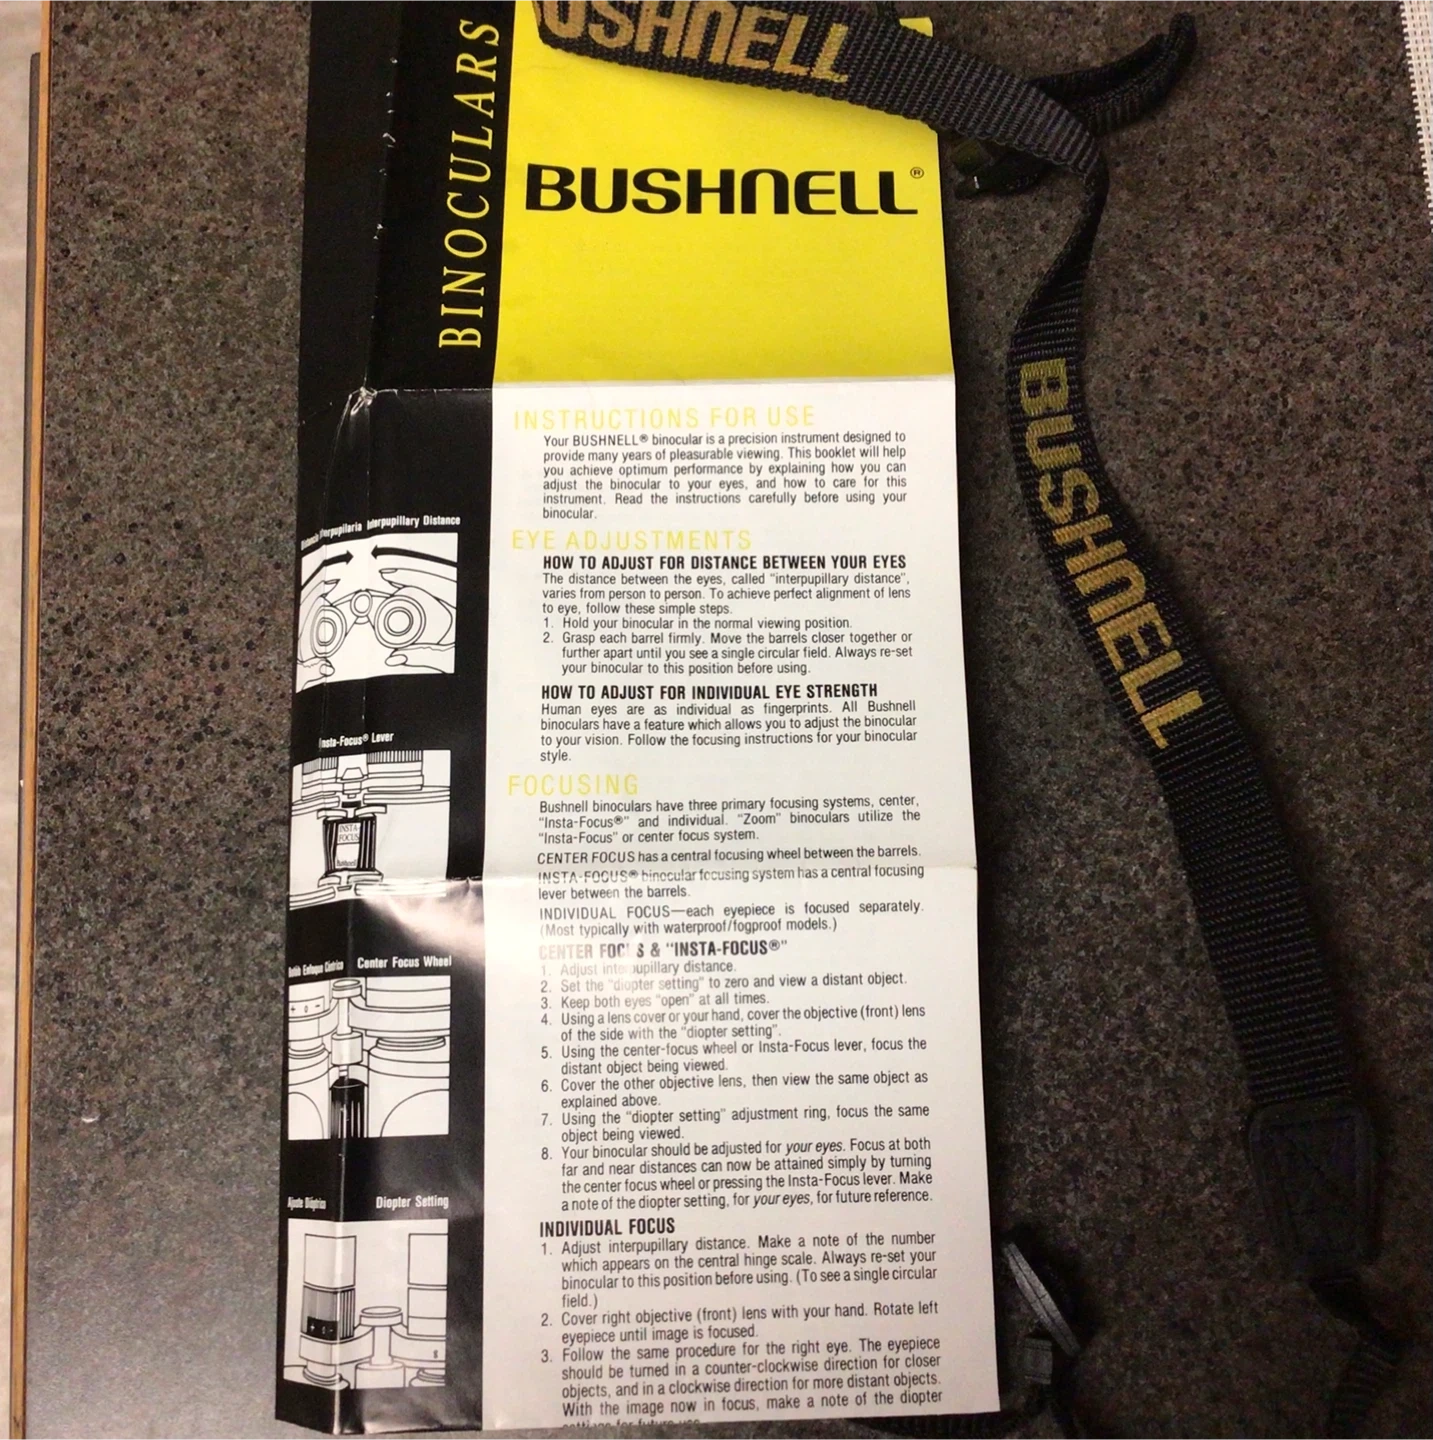 BUSHNELL
BINOCULARS
BUSHNELL®
BUSHNELL
INSTRUCTIONS FOR USE
Your BUSHNELL® binocular is a precision instrument designed to
provide many years of pleasurable viewing. This booklet will help
you achieve optimum performance by explaining how you can
adjust the binocular to your eyes, and how to care for this
instrument. Read the instructions carefully before using your
binocular.
EYE ADJUSTMENTS
HOW TO ADJUST FOR DISTANCE BETWEEN YOUR EYES
The distance between the eyes, called "interpupillary distance",
varies from person to person. To achieve perfect alignment of lens
to eye, follow these simple steps.
1. Hold your binocular in the normal viewing position.
2. Grasp each barrel firmly. Move the barrels closer together or
further apart until you see a single circular field. Always re-set
your binocular to this position before using.
HOW TO ADJUST FOR INDIVIDUAL EYE STRENGTH
Human eyes are as individual as fingerprints. All Bushnell
binoculars have a feature which allows you to adjust the binocular
to your vision. Follow the focusing instructions for your binocular
style.
FOCUSING
Bushnell binoculars have three primary focusing systems, center,
"Insta-Focus®" and individual. "Zoom" binoculars utilize the
"Insta-Focus" or center focus system.
CENTER FOCUS has a central focusing wheel between the barrels.
INSTA-FOCUS® binocular focusing system has a central focusing
lever between the barrels.
INDIVIDUAL FOCUS—each eyepiece is focused separately.
(Most typically with waterproof/fogproof models.)
CENTER FOCUS & "INSTA-FOCUS®"
1. Adjust interpupillary distance.
2. Set the "diopter setting" to zero and view a distant object.
3. Keep both eyes "open" at all times.
4. Using a lens cover or your hand, cover the objective (front) lens
of the side with the "diopter setting".
5. Using the center-focus wheel or Insta-Focus lever, focus the
distant object being viewed.
6. Cover the other objective lens, then view the same object as
explained above.
7. Using the "diopter setting" adjustment ring, focus the same
object being viewed.
8. Your binocular should be adjusted for your eyes. Focus at both
far and near distances can now be attained simply by turning
the center focus wheel or pressing the Insta-Focus lever. Make
a note of the diopter setting, for your eyes, for future reference.
INDIVIDUAL FOCUS
1. Adjust interpupillary distance. Make a note of the number
which appears on the central hinge scale. Always re-set your
binocular to this position before using. (To see a single circular
field.)
2. Cover right objective (front) lens with your hand. Rotate left
eyepiece until image is focused.
3. Follow the same procedure for the right eye. The eyepiece
should be turned in a counter-clockwise direction for closer
objects, and in a clockwise direction for more distant objects.
With the image now in focus, make a note of the diopter
Interpupillary Distance
Insta-Focus® Lever
INSTA-
FOCUS
Bushnell
Center Focus Wheel
+ 0
Diopter Setting